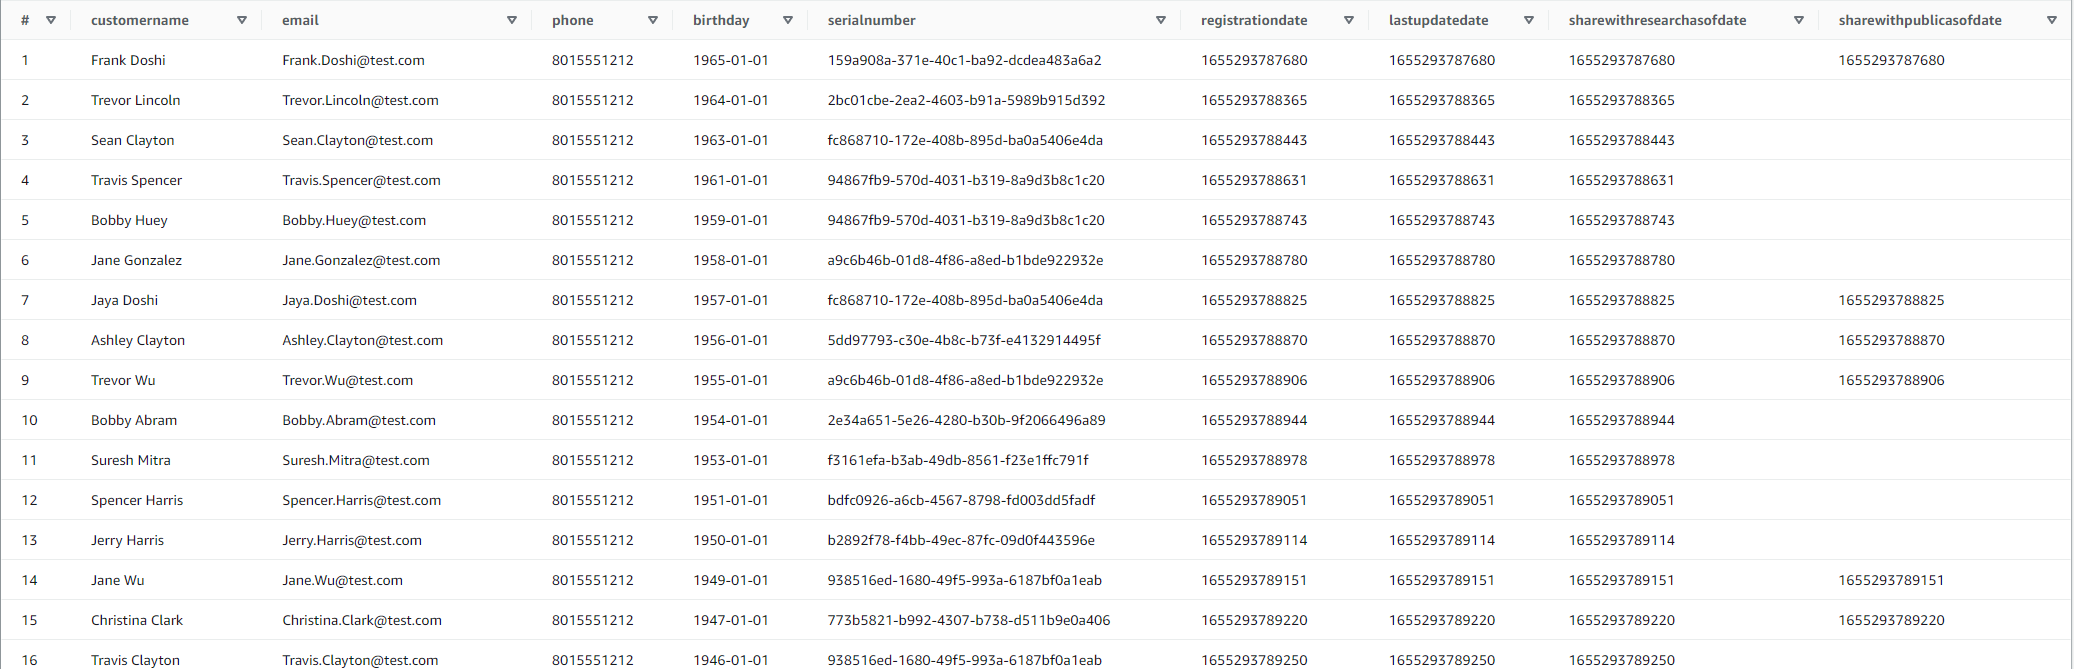 # customername email phone birthday serialnumber registrationdate lastupdatedate sharewithresearchasofdate sharewithpublicasofdate
1 Frank Doshi Frank.Doshi@test.com 8015551212 1965-01-01 159a908a-371e-40c1-ba92-dcdea483a6a2 1655293787680 1655293787680 1655293787680 1655293787680
2 Trevor Lincoln Trevor.Lincoln@test.com 8015551212 1964-01-01 2bc01cbe-2ea2-4603-b91a-5989b915d392 1655293788365 1655293788365 1655293788365
3 Sean Clayton Sean.Clayton@test.com 8015551212 1963-01-01 fc868710-172e-408b-895d-ba0a5406e4da 1655293788443 1655293788443 1655293788443
4 Travis Spencer Travis.Spencer@test.com 8015551212 1961-01-01 94867fb9-570d-4031-b319-8a9d3b8c1c20 1655293788631 1655293788631 1655293788631
5 Bobby Huey Bobby.Huey@test.com 8015551212 1959-01-01 94867fb9-570d-4031-b319-8a9d3b8c1c20 1655293788743 1655293788743 1655293788743
6 Jane Gonzalez Jane.Gonzalez@test.com 8015551212 1958-01-01 a9c6b46b-01d8-4f86-a8ed-b1bde922932e 1655293788780 1655293788780 1655293788780
7 Jaya Doshi Jaya.Doshi@test.com 8015551212 1957-01-01 fc868710-172e-408b-895d-ba0a5406e4da 1655293788825 1655293788825 1655293788825 1655293788825
8 Ashley Clayton Ashley.Clayton@test.com 8015551212 1956-01-01 5dd97793-c30e-4b8c-b73f-e4132914495f 1655293788870 1655293788870 1655293788870 1655293788870
9 Trevor Wu Trevor.Wu@test.com 8015551212 1955-01-01 a9c6b46b-01d8-4f86-a8ed-b1bde922932e 1655293788906 1655293788906 1655293788906 1655293788906
10 Bobby Abram Bobby.Abram@test.com 8015551212 1954-01-01 2e34a651-5e26-4280-b30b-9f2066496a89 1655293788944 1655293788944 1655293788944
11 Suresh Mitra Suresh.Mitra@test.com 8015551212 1953-01-01 f3161efa-b3ab-49db-8561-f23e1ffc791f 1655293788978 1655293788978 1655293788978
12 Spencer Harris Spencer.Harris@test.com 8015551212 1951-01-01 bdfc0926-a6cb-4567-8798-fd003dd5fadf 1655293789051 1655293789051 1655293789051
13 Jerry Harris Jerry.Harris@test.com 8015551212 1950-01-01 b2892f78-f4bb-49ec-87fc-09d0f443596e 1655293789114 1655293789114 1655293789114
14 Jane Wu Jane.Wu@test.com 8015551212 1949-01-01 938516ed-1680-49f5-993a-6187bf0a1eab 1655293789151 1655293789151 1655293789151 1655293789151
15 Christina Clark Christina.Clark@test.com 8015551212 1947-01-01 773b5821-b992-4307-b738-d511b9e0a406 1655293789220 1655293789220 1655293789220 1655293789220
16 Travis Clayton Travis.Clayton@test.com 8015551212 1946-01-01 938516ed-1680-49f5-993a-6187bf0a1eab 1655293789250 1655293789250 1655293789250